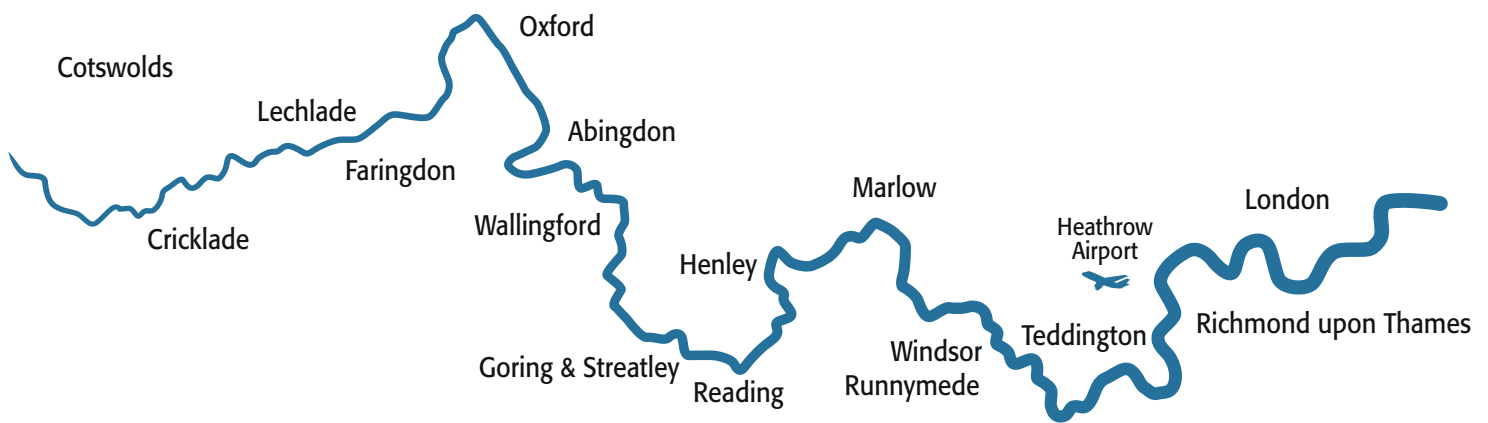 Oxford
Cotswolds
Lechlade
Abingdon
Faringdon
Marlow
London
Wallingford
Heathrow
Airport
Cricklade
Henley
Richmond upon Thames
Teddington
Windsor
Goring & Streatley
Runnymede
Reading